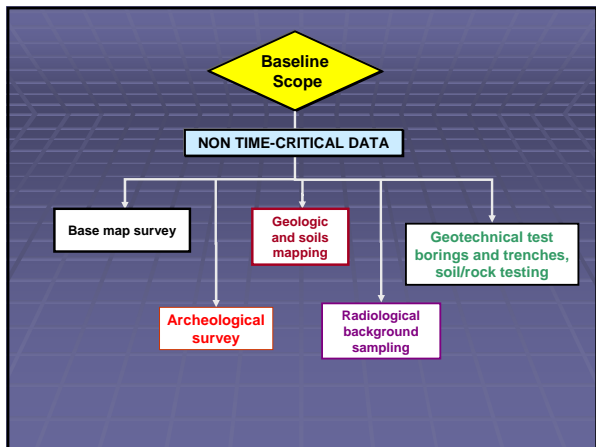 Baseline
Scope
NON TIME-CRITICAL DATA
Base map survey
Geologic
and soils
mapping
Geotechnical test
borings and trenches,
soil/rock testing
Archeological
survey
Radiological
background
sampling